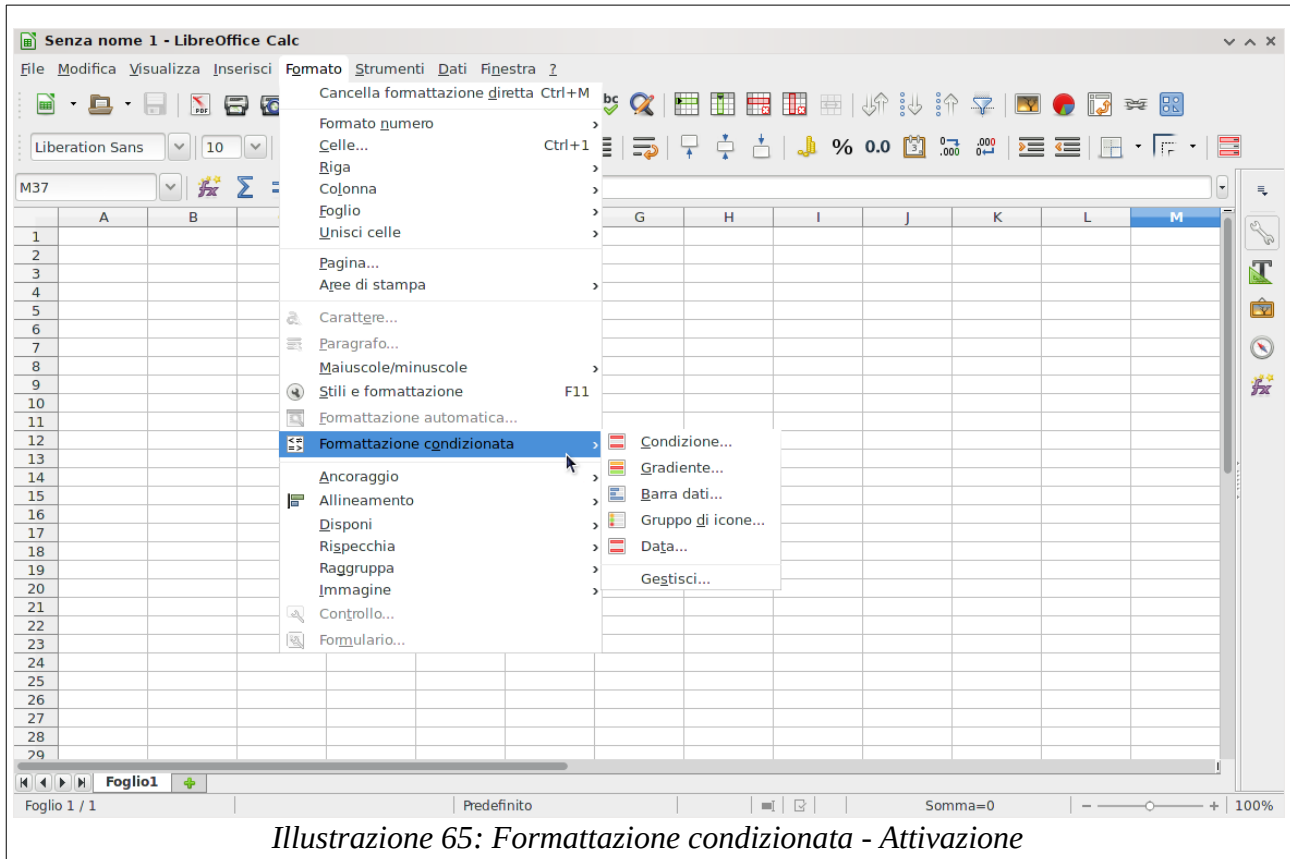 Senza nome 1 - LibreOffice Calc
File Modifica Visualizza Inserisci Formato Strumenti Dati Finestra ?
Cancella formattazione diretta Ctrl+M
Formato numero
Celle... Ctrl+1
Riga
Colonna
Foglio
Unisci celle
Pagina...
Aree di stampa
Carattere...
Paragrafo...
Maiuscole/minuscole
Stili e formattazione F11
Formattazione automatica...
Formattazione condizionata
Ancoraggio
Allineamento
Disponi
Rispecchia
Raggruppa
Immagine
Controllo...
Formulario...
Condizione...
Gradiente...
Barra dati...
Gruppo di icone...
Data...
Gestisci...
PDF
bc
Liberation Sans 10
% 0.0
M37
A B G H I J K L M
1
2
3
4
5
6
7
8
9
10
11
12
13
14
15
16
17
18
19
20
21
22
23
24
25
26
27
28
29
Foglio1
Foglio 1 / 1 Predefinito Somma=0 100%
Illustrazione 65: Formattazione condizionata - Attivazione